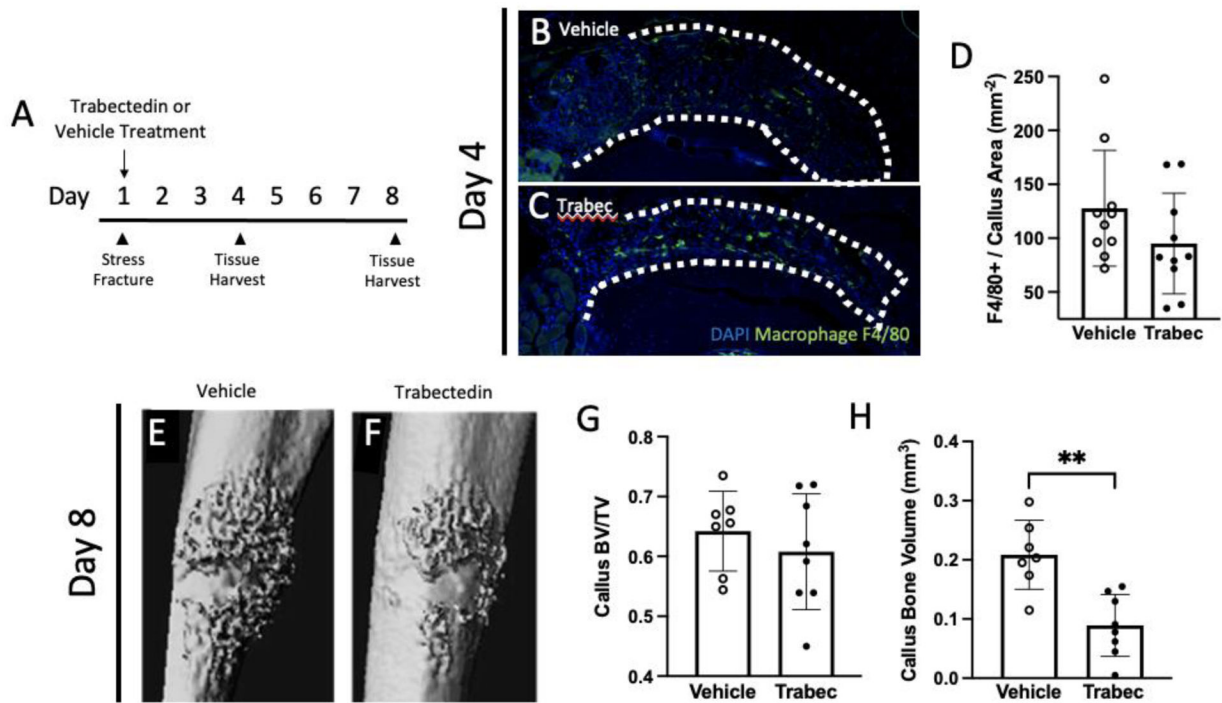 A
Trabectedin or
Vehicle Treatment
Day 1 2 3 4 5 6 7 8
Stress
Fracture
Tissue
Harvest
Tissue
Harvest
Day 4
B Vehicle
C Trabec
DAPI Macrophage F4/80
D
F4/80+ / Callus Area (mm-2)
250
200
150
100
50
Vehicle Trabec
Day 8
Vehicle
E
Trabectedin
F
G
Callus BV/TV
0.8
0.7
0.6
0.5
0.4
Vehicle Trabec
H
Callus Bone Volume (mm3)
0.4
0.3
0.2
0.1
0.0
**
Vehicle Trabec